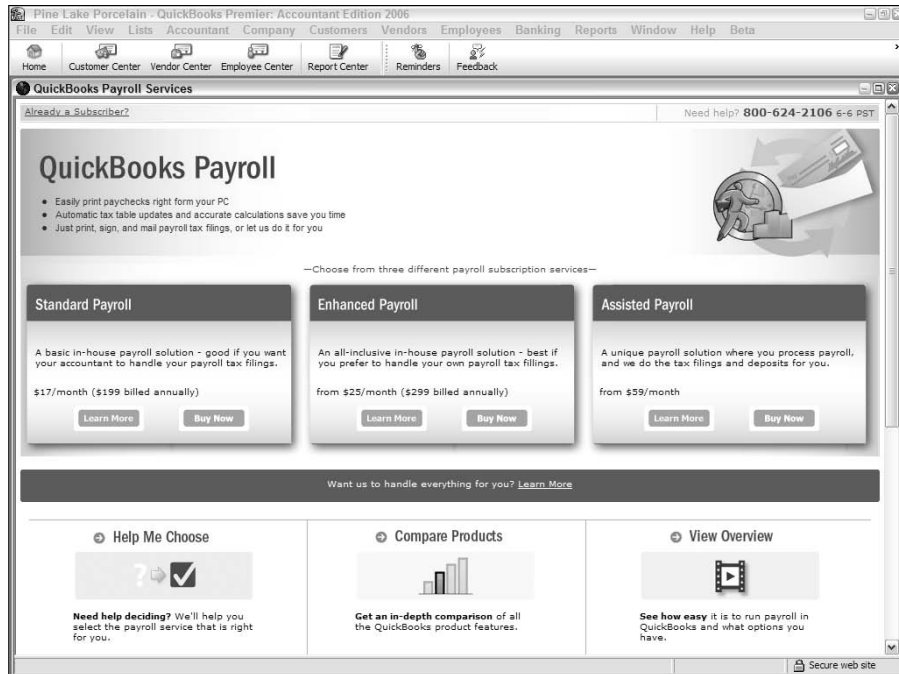 Pine Lake Porcelain - QuickBooks Premier: Accountant Edition 2006
File Edit View Lists Accountant Company Customers Vendors Employees Banking Reports Window Help Beta
Home Customer Center Vendor Center Employee Center Report Center Reminders Feedback
QuickBooks Payroll Services
Already a Subscriber?
Need help? 800-624-2106 6-6 PST
QuickBooks Payroll
• Easily print paychecks right form your PC
• Automatic tax table updates and accurate calculations save you time
• Just print, sign, and mail payroll tax filings, or let us do it for you
—Choose from three different payroll subscription services—
Standard Payroll
A basic in-house payroll solution - good if you want
your accountant to handle your payroll tax filings.
$17/month ($199 billed annually)
Learn More Buy Now
Enhanced Payroll
An all-inclusive in-house payroll solution - best if
you prefer to handle your own payroll tax fillings.
from $25/month ($299 billed annually)
Learn More Buy Now
Assisted Payroll
A unique payroll solution where you process payroll,
and we do the tax filings and deposits for you.
from $59/month
Learn More Buy Now
Want us to handle everything for you? Learn More
Help Me Choose
Need help deciding? We'll help you
select the payroll service that is right
for you.
Compare Products
Get an in-depth comparison of all
the QuickBooks product features.
View Overview
See how easy it is to run payroll in
QuickBooks and what options you
have.
Secure web site